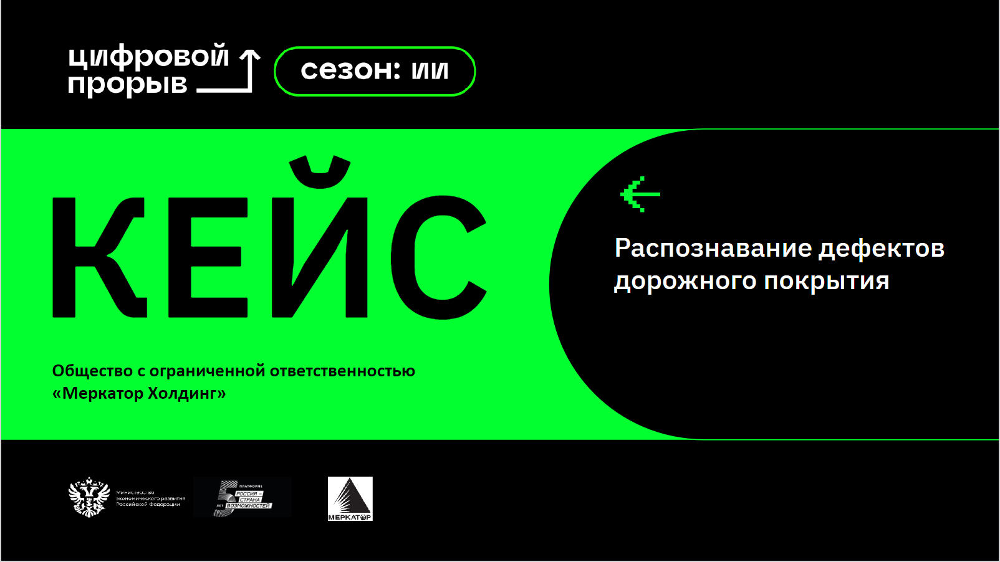 цифровой
прорыв
сезон: ии
КЕЙС
Распознавание дефектов
дорожного покрытия
Общество с ограниченной ответственностью
«Меркатор Холдинг»
Министерство
экономического развития
Российской Федерации
5 ЛЕТ
ПЛАТФОРМЕ
РОССИЯ –
СТРАНА
ВОЗМОЖНОСТЕЙ
МЕРКАТОР